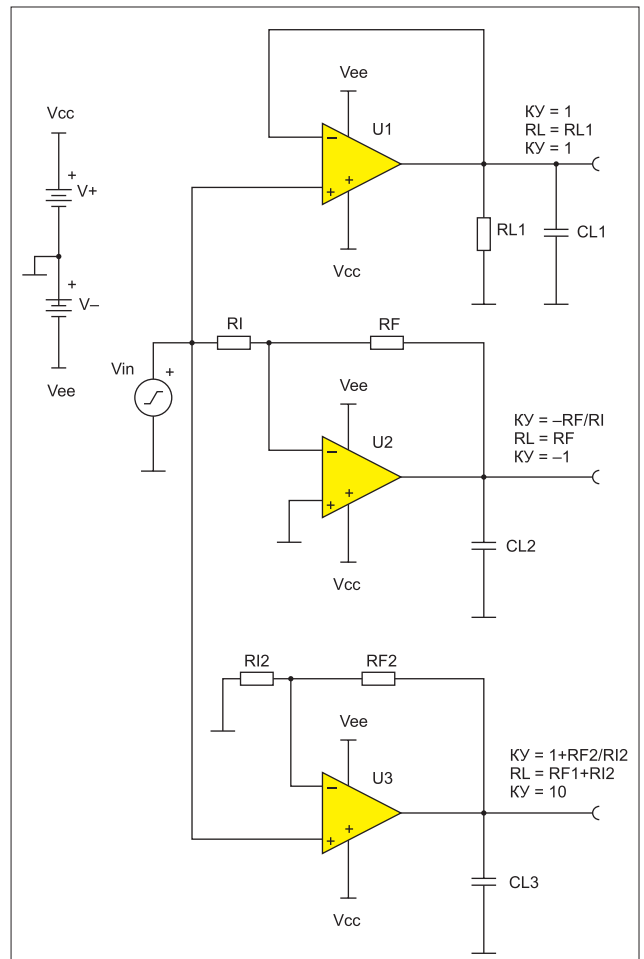 Vee
U1
КУ = 1
RL = RL1
КУ = 1
Vcc
+
V+
−
+
+
RL1
CL1
Vcc
+
V–
Vee
RI
RF
Vin
+
Vee
U2
КУ = –RF/RI
RL = RF
КУ = –1
−
+
+
CL2
Vcc
RI2
RF2
Vee
U3
КУ = 1+RF2/RI2
RL = RF1+RI2
КУ = 10
−
+
+
CL3
Vcc